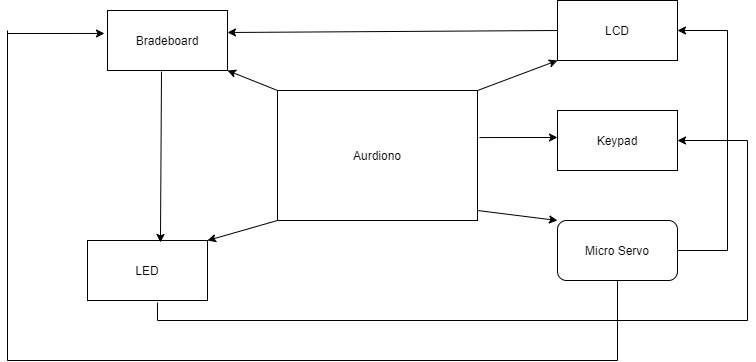 Bradeboard
LCD
Aurdiono
Keypad
LED
Micro Servo